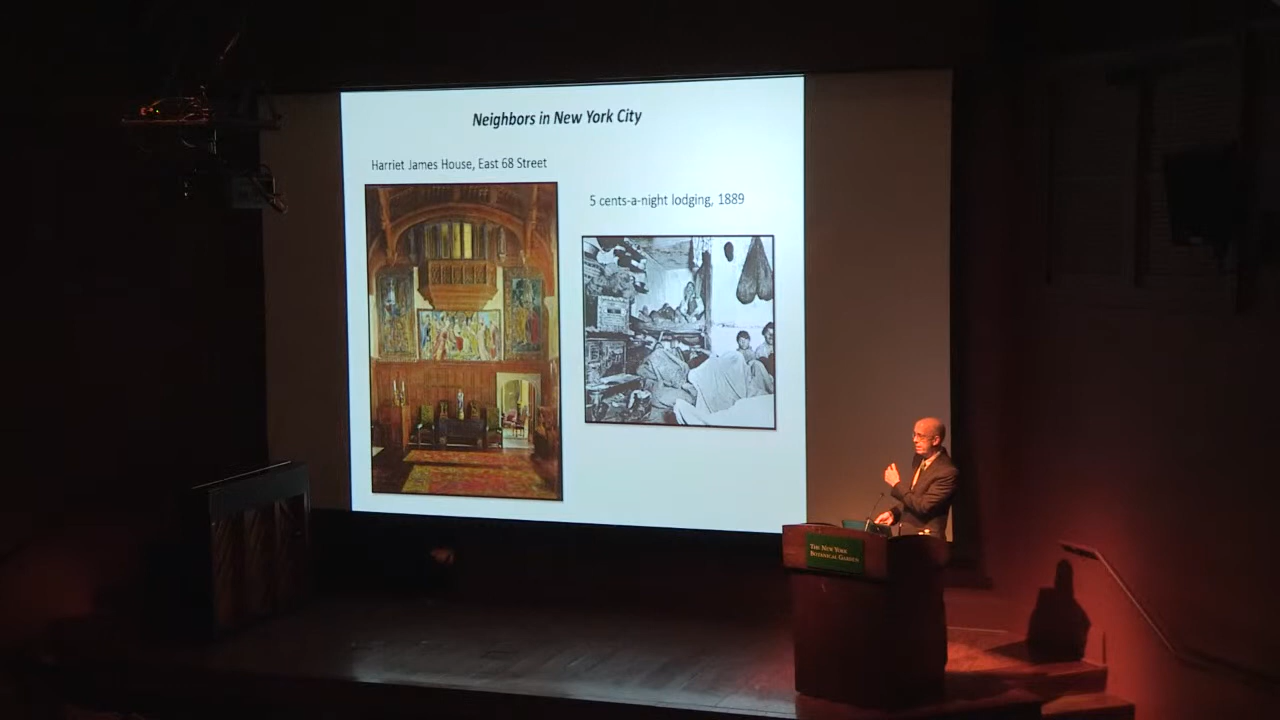 Neighbors in New York City
Harriet James House, East 68 Street
5 cents-a-night lodging, 1889
THE NEW YORK
BOTANICAL GARDEN